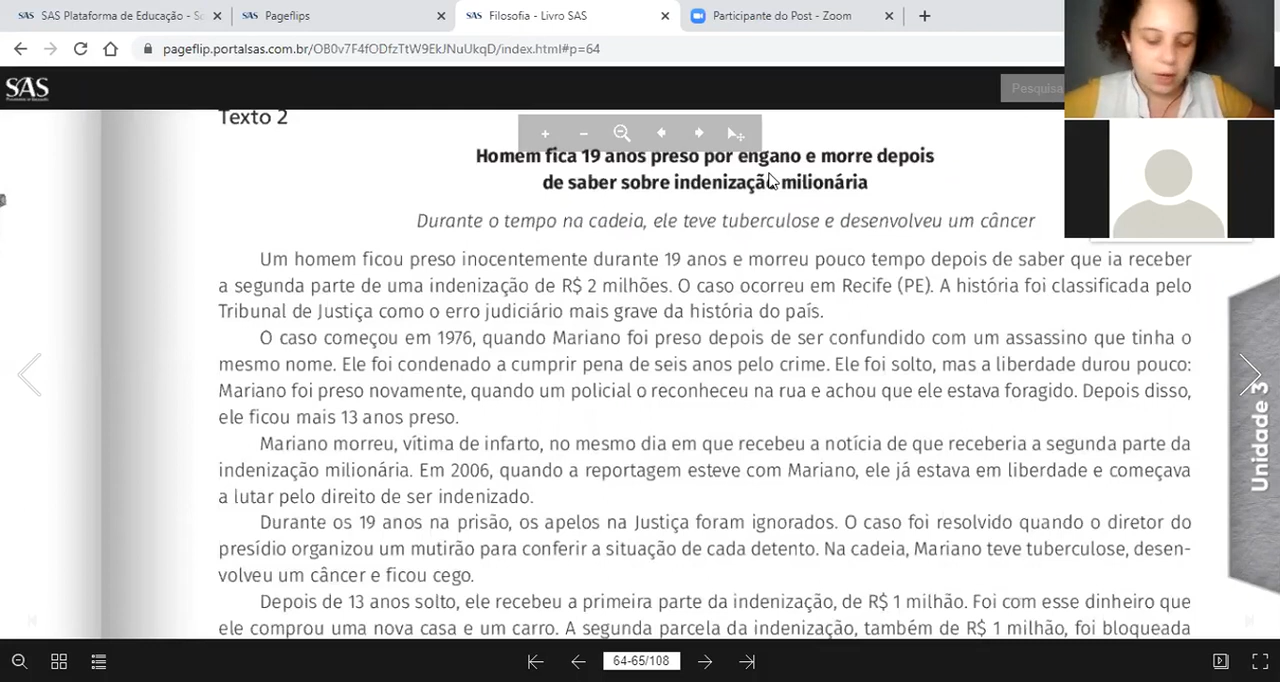 SAS Plataforma de Educação - S
Pageflips
Filosofia - Livro SAS
Participante do Post - Zoom
pageflip.portalsas.com.br/OB0v7F4fODfzTtW9EkJNuUkqD/index.html#p=64
SAS
Pesquisa
Texto 2
Homem fica 19 anos preso por engano e morre depois
de saber sobre indenização milionária
Durante o tempo na cadeia, ele teve tuberculose e desenvolveu um câncer
Um homem ficou preso inocentemente durante 19 anos e morreu pouco tempo depois de saber que ia receber
a segunda parte de uma indenização de R$ 2 milhões. O caso ocorreu em Recife (PE). A história foi classificada pelo
Tribunal de Justiça como o erro judiciário mais grave da história do país.
O caso começou em 1976, quando Mariano foi preso depois de ser confundido com um assassino que tinha o
mesmo nome. Ele foi condenado a cumprir pena de seis anos pelo crime. Ele foi solto, mas a liberdade durou pouco:
Mariano foi preso novamente, quando um policial o reconheceu na rua e achou que ele estava foragido. Depois disso,
ele ficou mais 13 anos preso.
Mariano morreu, vítima de infarto, no mesmo dia em que recebeu a notícia de que receberia a segunda parte da
indenização milionária. Em 2006, quando a reportagem esteve com Mariano, ele já estava em liberdade e começava
a lutar pelo direito de ser indenizado.
Durante os 19 anos na prisão, os apelos na Justiça foram ignorados. O caso foi resolvido quando o diretor do
presídio organizou um mutirão para conferir a situação de cada detento. Na cadeia, Mariano teve tuberculose, desen-
volveu um câncer e ficou cego.
Depois de 13 anos solto, ele recebeu a primeira parte da indenização, de R$ 1 milhão. Foi com esse dinheiro que
ele comprou uma nova casa e um carro. A segunda parcela da indenização, também de R$ 1 milhão, foi bloqueada
Unidade 3
64-65/108